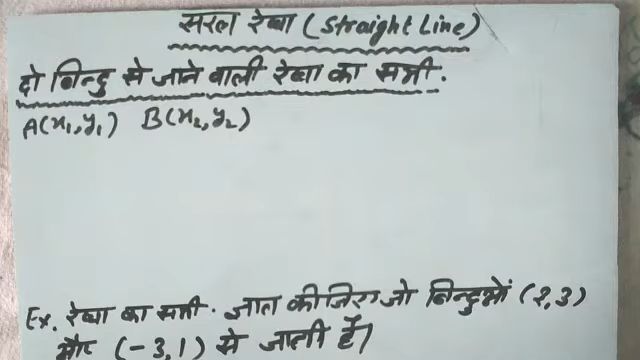 सरल रेखा (Straight Line)
दो बिन्दु से जाने वाली रेखा का समी.
A(x₁,y₁) B(x₂,y₂)
Ex. रेखा का समी. ज्ञात कीजिए जो बिन्दुओं (2,3)
और (-3,1) से जाती है।